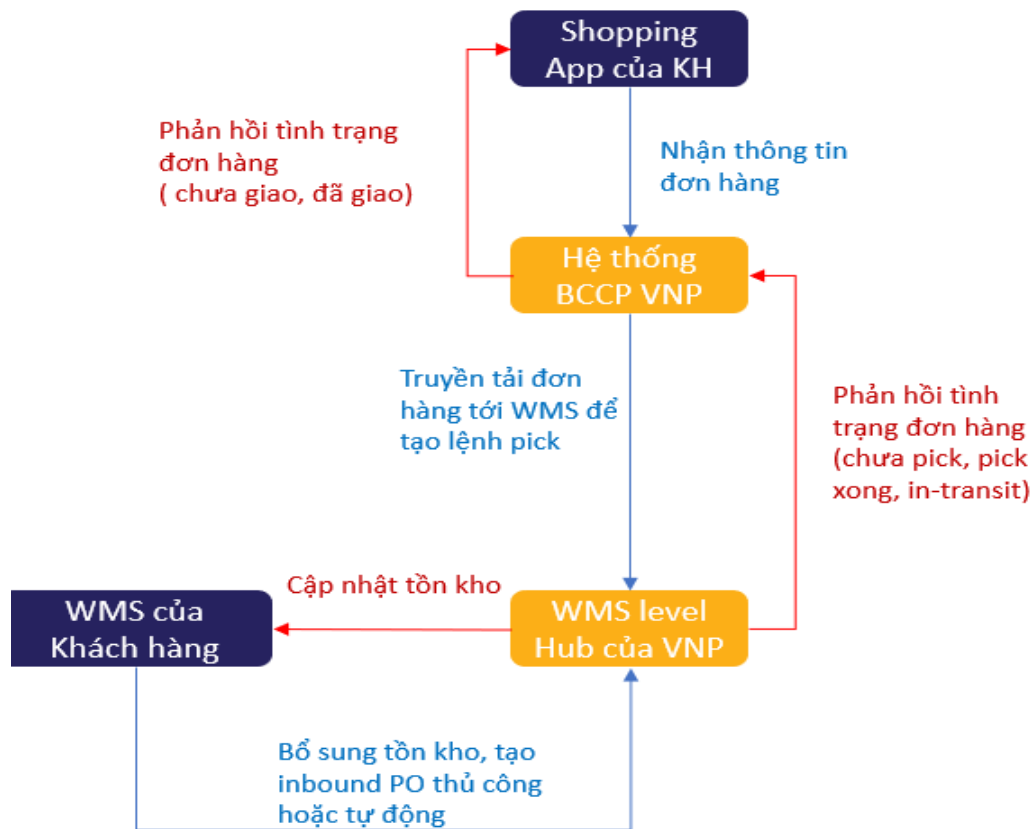 Shopping
App của KH
Phản hồi tình trạng
đơn hàng
( chưa giao, đã giao)
Nhận thông tin
đơn hàng
Hệ thống
BCCP VNP
Truyền tải đơn
hàng tới WMS để
tạo lệnh pick
Phản hồi tình
trạng đơn hàng
(chưa pick, pick
xong, in-transit)
Cập nhật tồn kho
WMS của
Khách hàng
WMS level
Hub của VNP
Bổ sung tồn kho, tạo
inbound PO thủ công
hoặc tự động